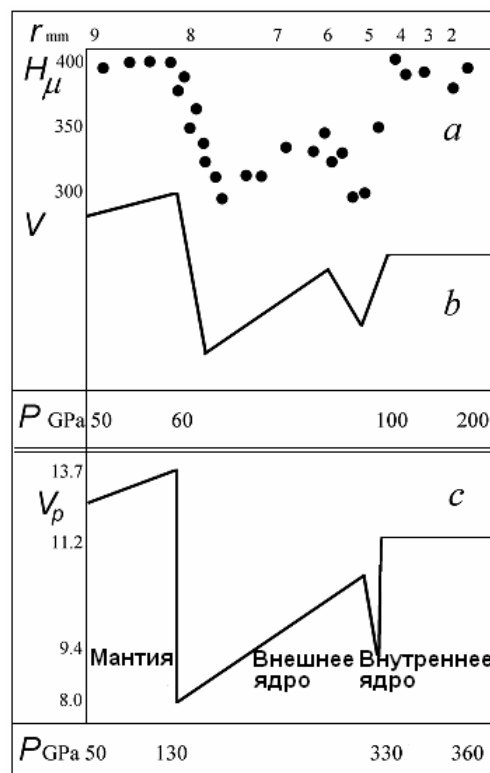 r mm 9 8 7 6 5 4 3 2
Hμ 400
350
a
300
V
b
P GPa 50 60 100 200
13.7
Vp
c
11.2
9.4
Мантия Внешнее ядро Внутреннее ядро
8.0
P GPa 50 130 330 360